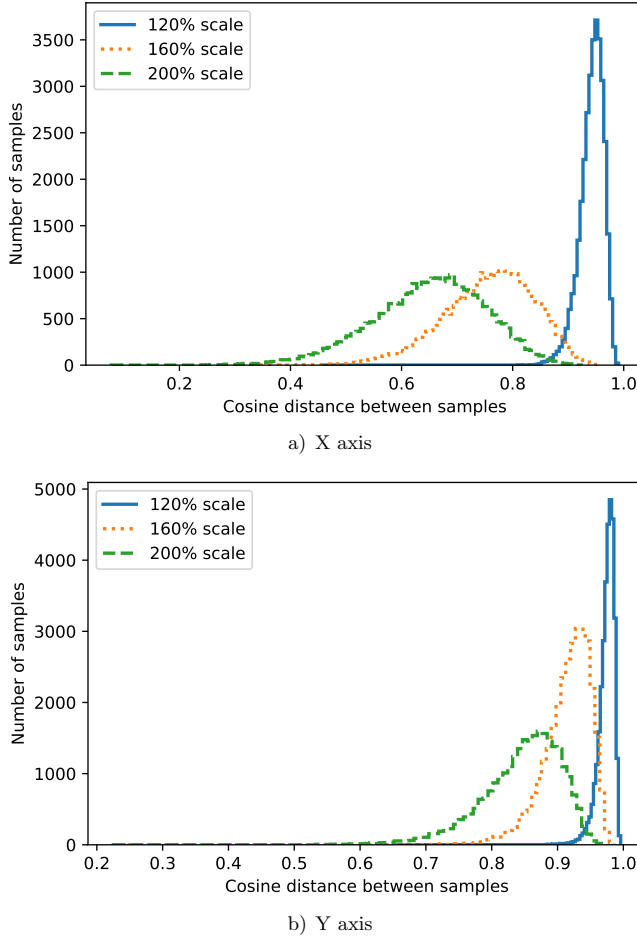 3500
3000
2500
2000
1500
1000
500
0
Number of samples
120% scale
160% scale
200% scale
0.2 0.4 0.6 0.8 1.0
Cosine distance between samples
a) X axis
5000
4000
3000
2000
1000
0
Number of samples
120% scale
160% scale
200% scale
0.2 0.3 0.4 0.5 0.6 0.7 0.8 0.9 1.0
Cosine distance between samples
b) Y axis